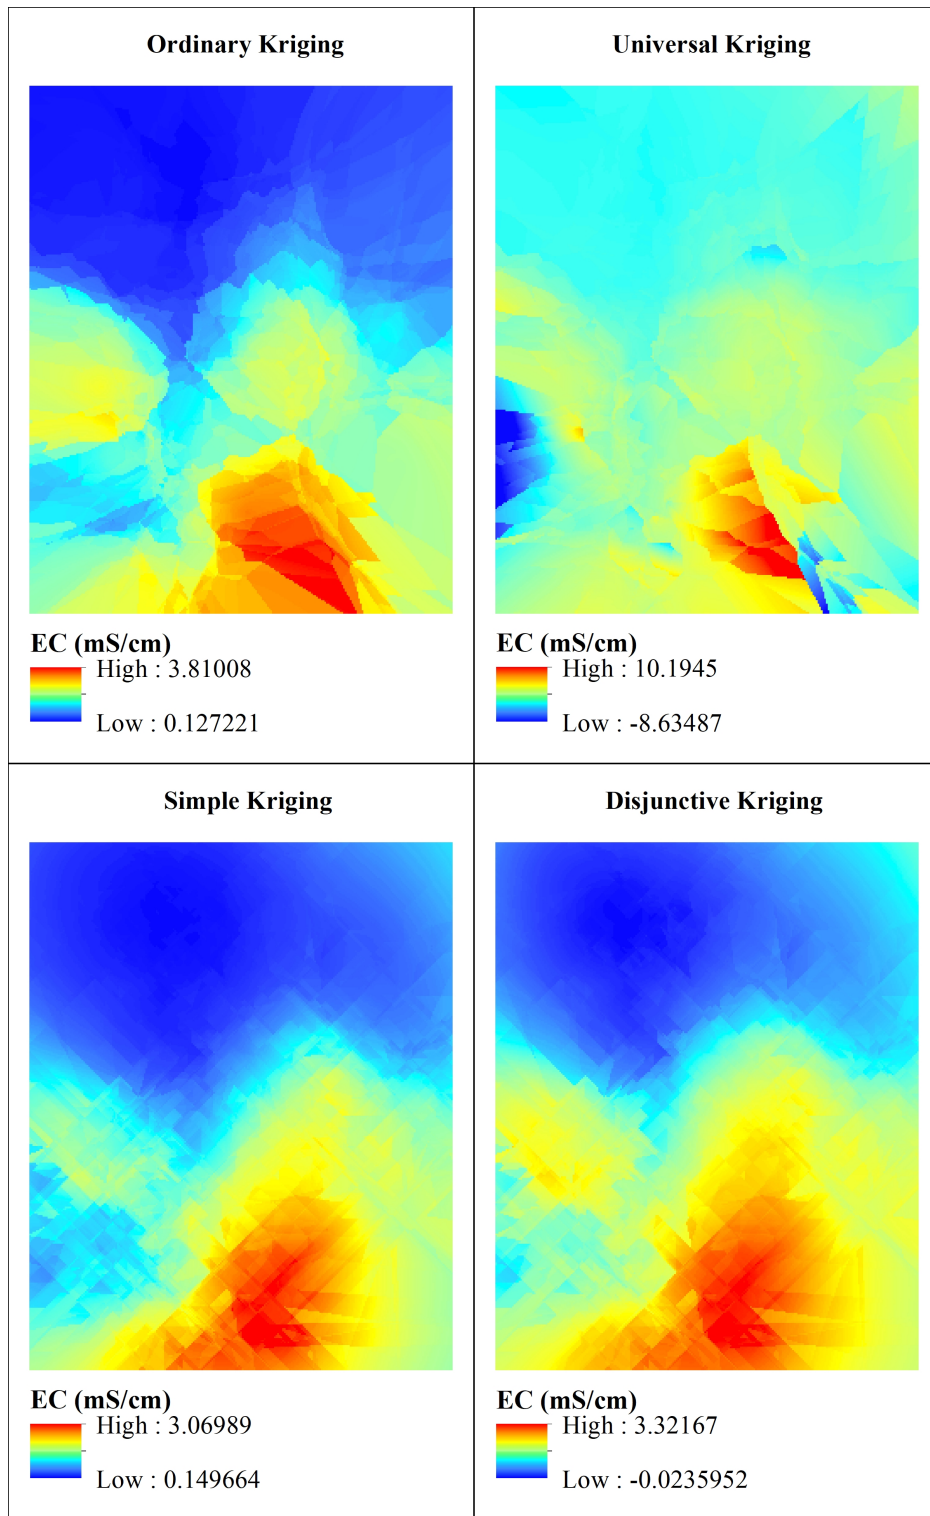 Ordinary Kriging
EC (mS/cm)
High : 3.81008
Low : 0.127221
Universal Kriging
EC (mS/cm)
High : 10.1945
Low : -8.63487
Simple Kriging
EC (mS/cm)
High : 3.06989
Low : 0.149664
Disjunctive Kriging
EC (mS/cm)
High : 3.32167
Low : -0.0235952